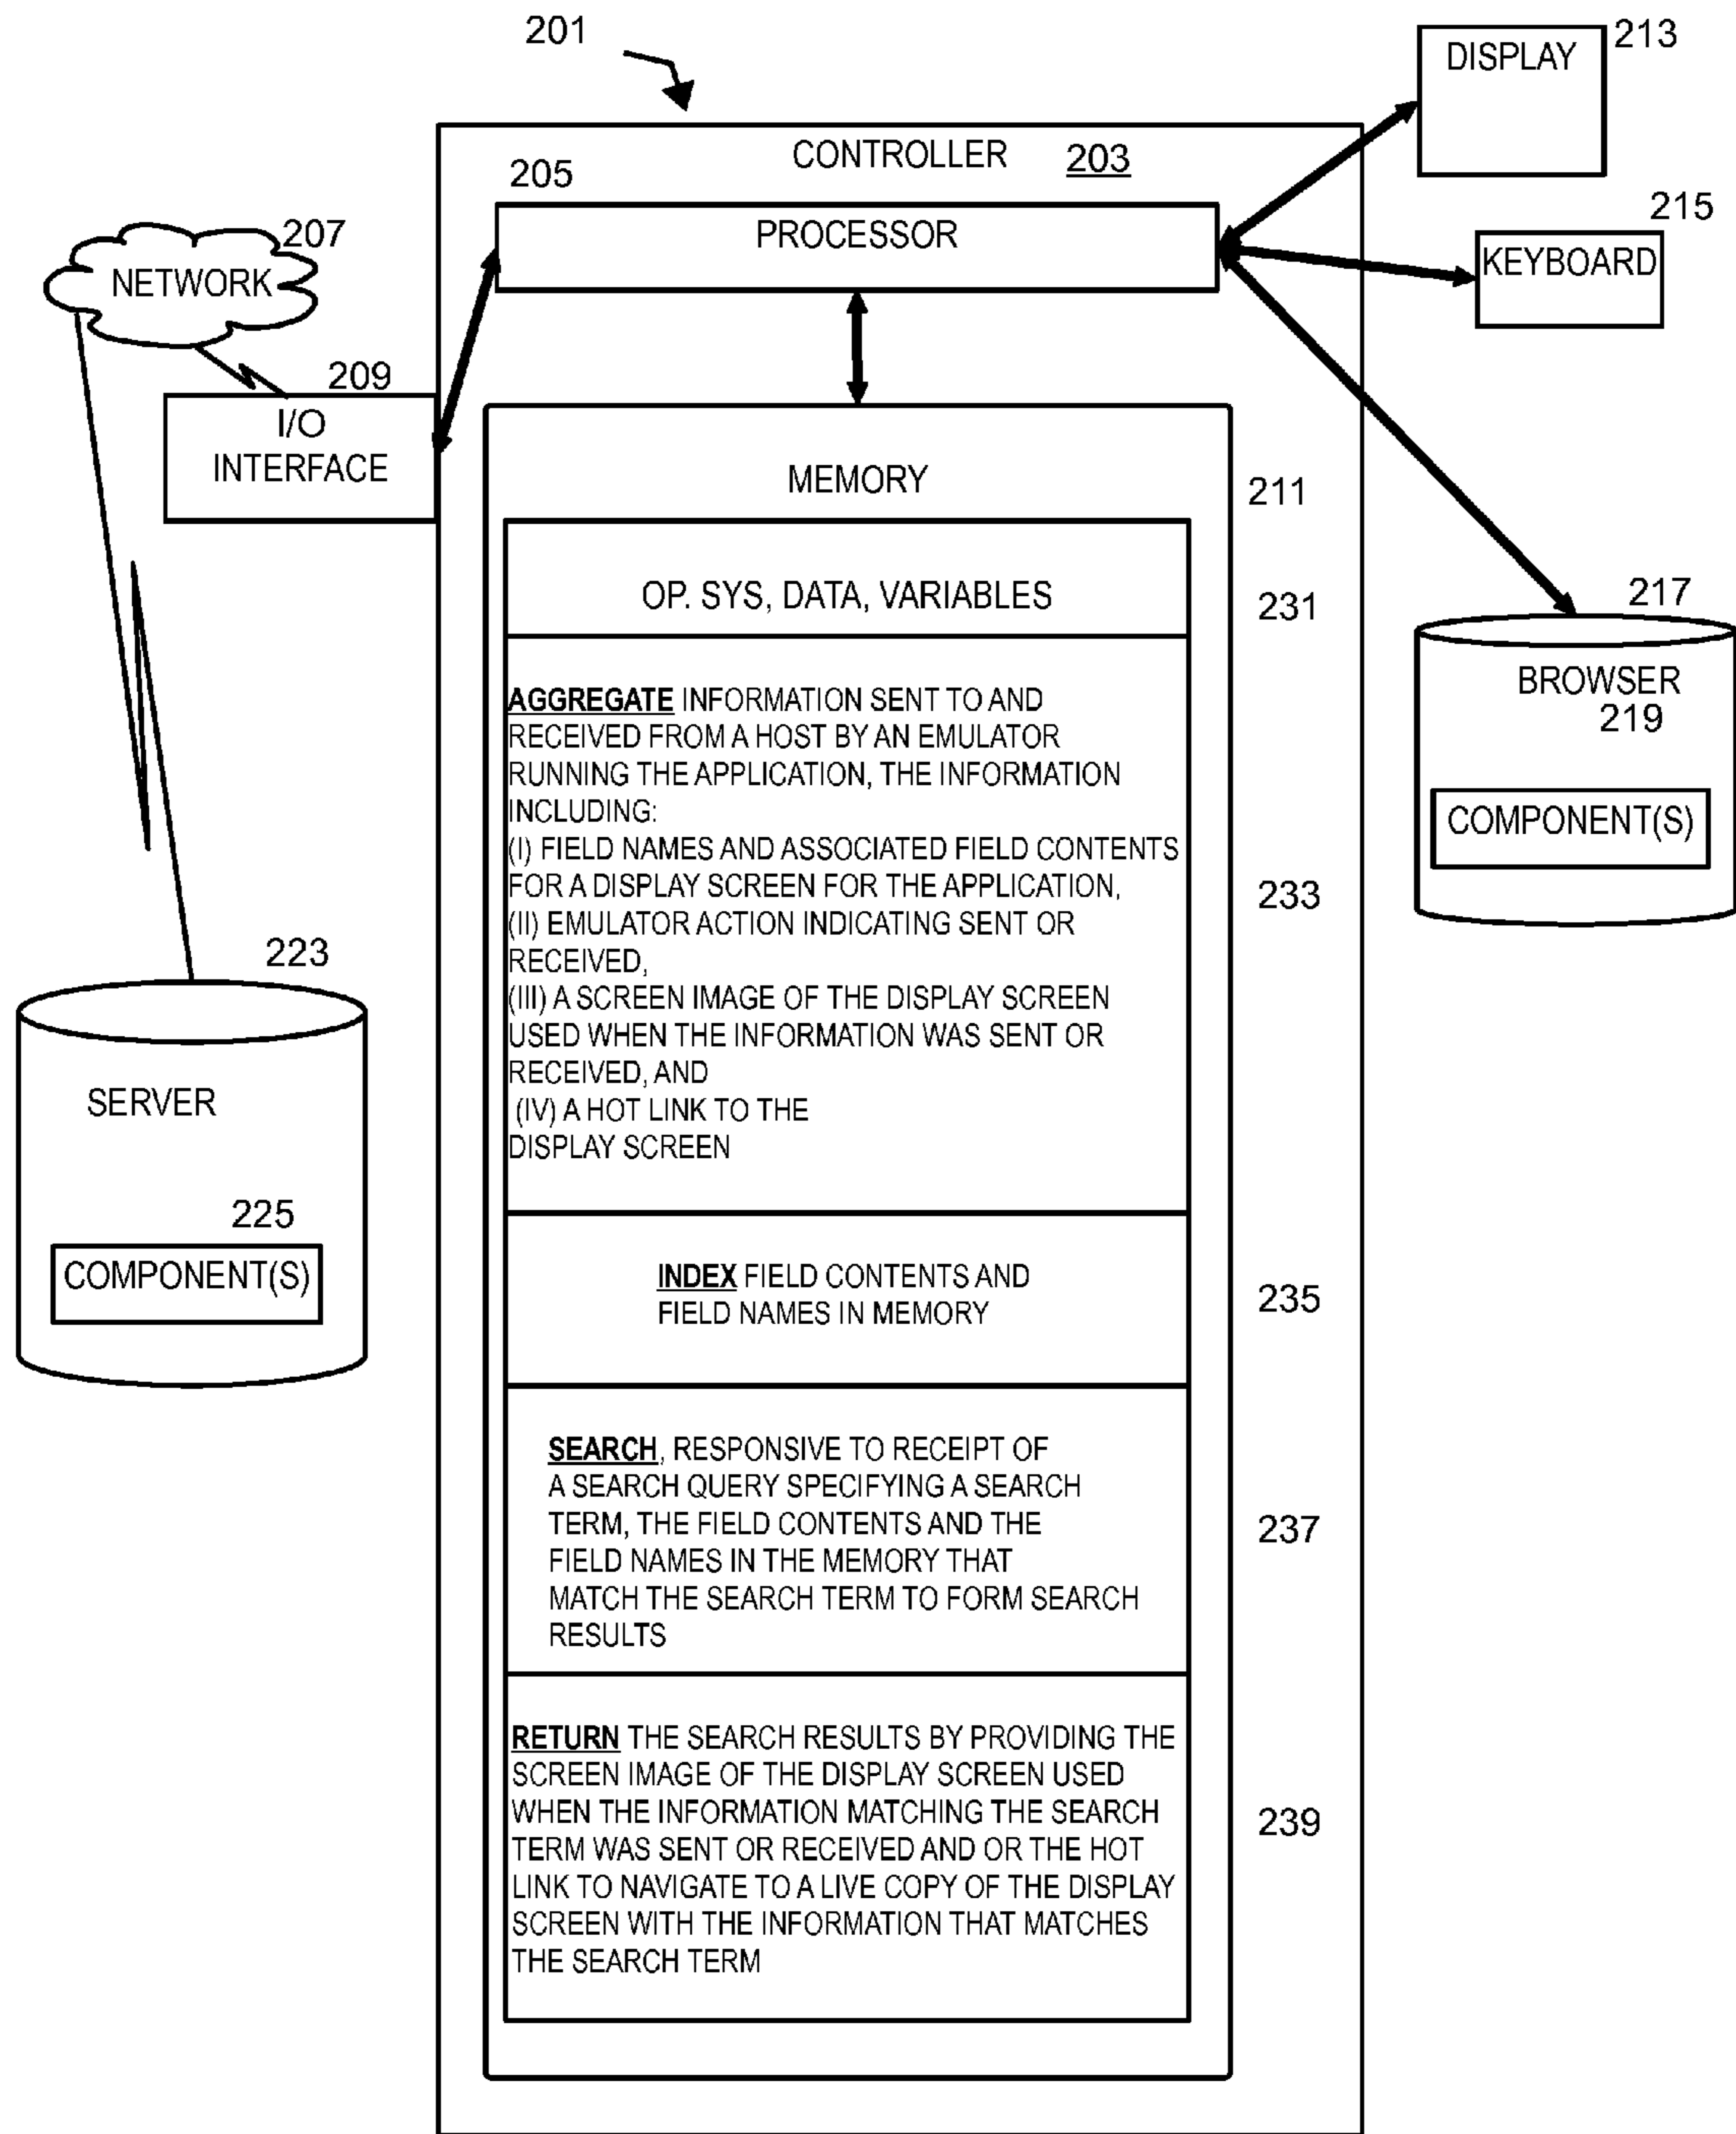 201
213
DISPLAY
CONTROLLER 203
205
PROCESSOR
215
KEYBOARD
207
NETWORK
209
I/O
INTERFACE
MEMORY
211
OP. SYS, DATA, VARIABLES
231
217
BROWSER
219
COMPONENT(S)
AGGREGATE INFORMATION SENT TO AND
RECEIVED FROM A HOST BY AN EMULATOR
RUNNING THE APPLICATION, THE INFORMATION
INCLUDING:
(I) FIELD NAMES AND ASSOCIATED FIELD CONTENTS
FOR A DISPLAY SCREEN FOR THE APPLICATION,
(II) EMULATOR ACTION INDICATING SENT OR
RECEIVED,
(III) A SCREEN IMAGE OF THE DISPLAY SCREEN
USED WHEN THE INFORMATION WAS SENT OR
RECEIVED, AND
(IV) A HOT LINK TO THE
DISPLAY SCREEN
233
223
SERVER
225
COMPONENT(S)
INDEX FIELD CONTENTS AND
FIELD NAMES IN MEMORY
235
SEARCH, RESPONSIVE TO RECEIPT OF
A SEARCH QUERY SPECIFYING A SEARCH
TERM, THE FIELD CONTENTS AND THE
FIELD NAMES IN THE MEMORY THAT
MATCH THE SEARCH TERM TO FORM SEARCH
RESULTS
237
RETURN THE SEARCH RESULTS BY PROVIDING THE
SCREEN IMAGE OF THE DISPLAY SCREEN USED
WHEN THE INFORMATION MATCHING THE SEARCH
TERM WAS SENT OR RECEIVED AND OR THE HOT
LINK TO NAVIGATE TO A LIVE COPY OF THE DISPLAY
SCREEN WITH THE INFORMATION THAT MATCHES
THE SEARCH TERM
239